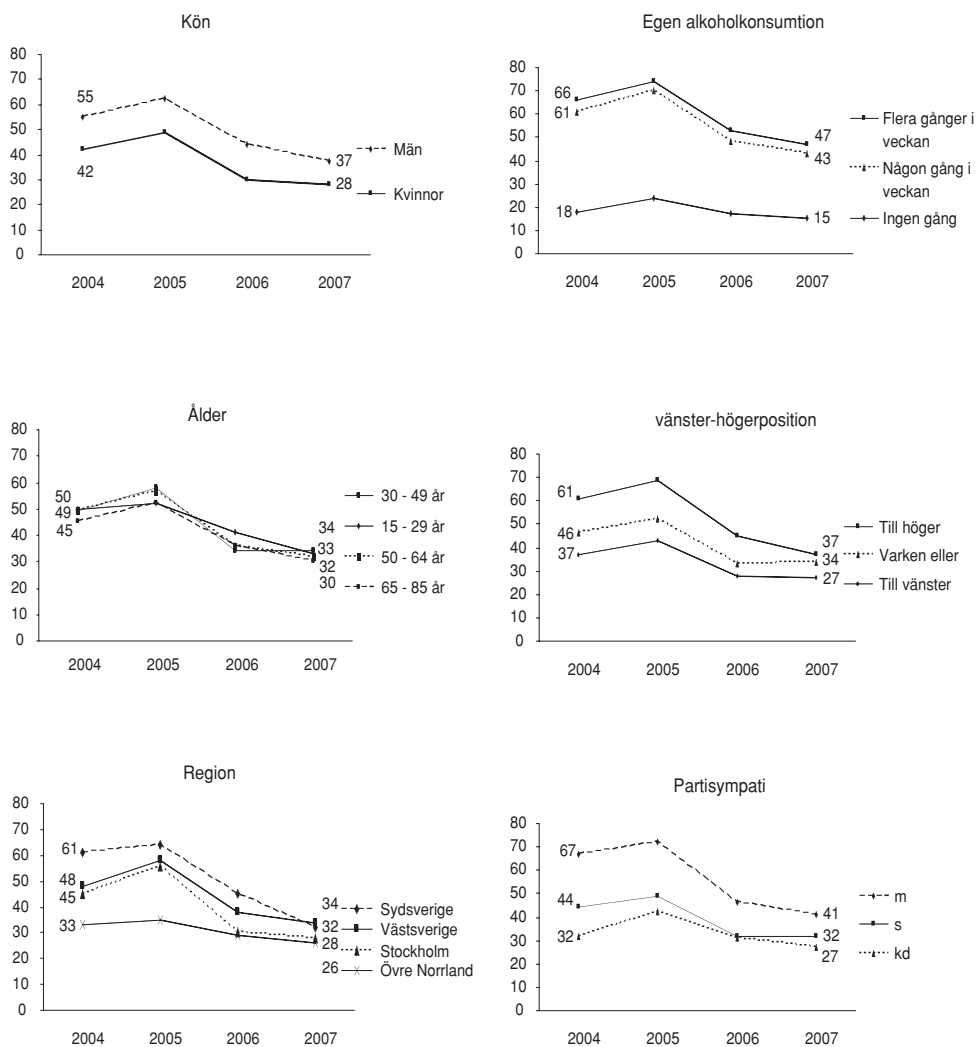 Kön
80
70
60
50
40
30
20
10
0
55
42
37
28
Män
Kvinnor
2004 2005 2006 2007
Egen alkoholkonsumtion
80
70
60
50
40
30
20
10
0
66
61
18
47
43
15
Flera gånger i
veckan
Någon gång i
veckan
Ingen gång
2004 2005 2006 2007
Ålder
80
70
60
50
40
30
20
10
0
50
49
45
34
33
32
30
30 - 49 år
15 - 29 år
50 - 64 år
65 - 85 år
2004 2005 2006 2007
vänster-högerposition
80
70
60
50
40
30
20
10
0
61
46
37
37
34
27
Till höger
Varken eller
Till vänster
2004 2005 2006 2007
Region
80
70
60
50
40
30
20
10
0
61
48
45
33
34
32
28
26
Sydsverige
Västsverige
Stockholm
Övre Norrland
2004 2005 2006 2007
Partisympati
80
70
60
50
40
30
20
10
0
67
44
32
41
32
27
m
s
kd
2004 2005 2006 2007